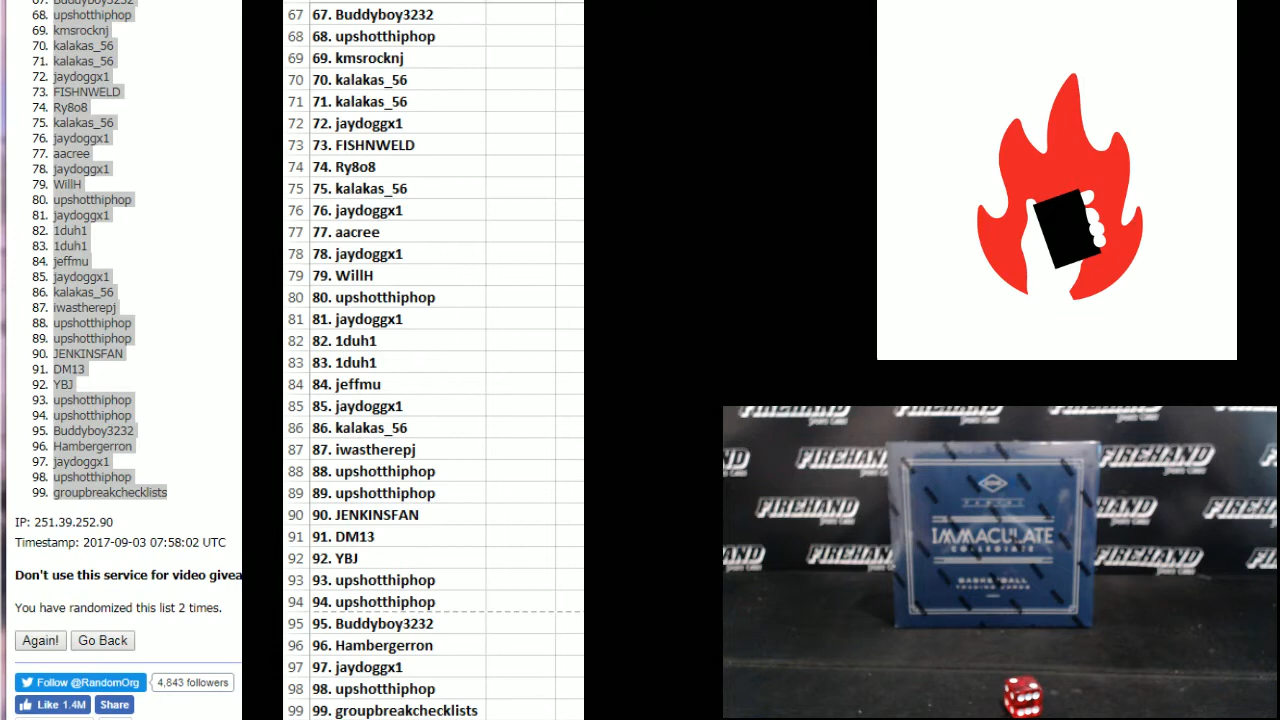 67. Buddyboy3232
68. upshotthiphop
69. kmsrocknj
70. kalakas_56
71. kalakas_56
72. jaydoggx1
73. FISHNWELD
74. Ry8o8
75. kalakas_56
76. jaydoggx1
77. aacree
78. jaydoggx1
79. WillH
80. upshotthiphop
81. jaydoggx1
82. 1duh1
83. 1duh1
84. jeffmu
85. jaydoggx1
86. kalakas_56
87. iwastherepj
88. upshotthiphop
89. upshotthiphop
90. JENKINSFAN
91. DM13
92. YBJ
93. upshotthiphop
94. upshotthiphop
95. Buddyboy3232
96. Hambergerron
97. jaydoggx1
98. upshotthiphop
99. groupbreakchecklists
IP: 251.39.252.90
Timestamp: 2017-09-03 07:58:02 UTC
Don't use this service for video givea
You have randomized this list 2 times.
Again! Go Back
Follow @RandomOrg 4,843 followers
Like 1.4M Share
67 67. Buddyboy3232
68 68. upshotthiphop
69 69. kmsrocknj
70 70. kalakas_56
71 71. kalakas_56
72 72. jaydoggx1
73 73. FISHNWELD
74 74. Ry8o8
75 75. kalakas_56
76 76. jaydoggx1
77 77. aacree
78 78. jaydoggx1
79 79. WillH
80 80. upshotthiphop
81 81. jaydoggx1
82 82. 1duh1
83 83. 1duh1
84 84. jeffmu
85 85. jaydoggx1
86 86. kalakas_56
87 87. iwastherepj
88 88. upshotthiphop
89 89. upshotthiphop
90 90. JENKINSFAN
91 91. DM13
92 92. YBJ
93 93. upshotthiphop
94 94. upshotthiphop
95 95. Buddyboy3232
96 96. Hambergerron
97 97. jaydoggx1
98 98. upshotthiphop
99 99. groupbreakchecklists
FIREHAND
PANINI
IMMACULATE
COLLEGIATE
BASKETBALL
TRADING CARDS